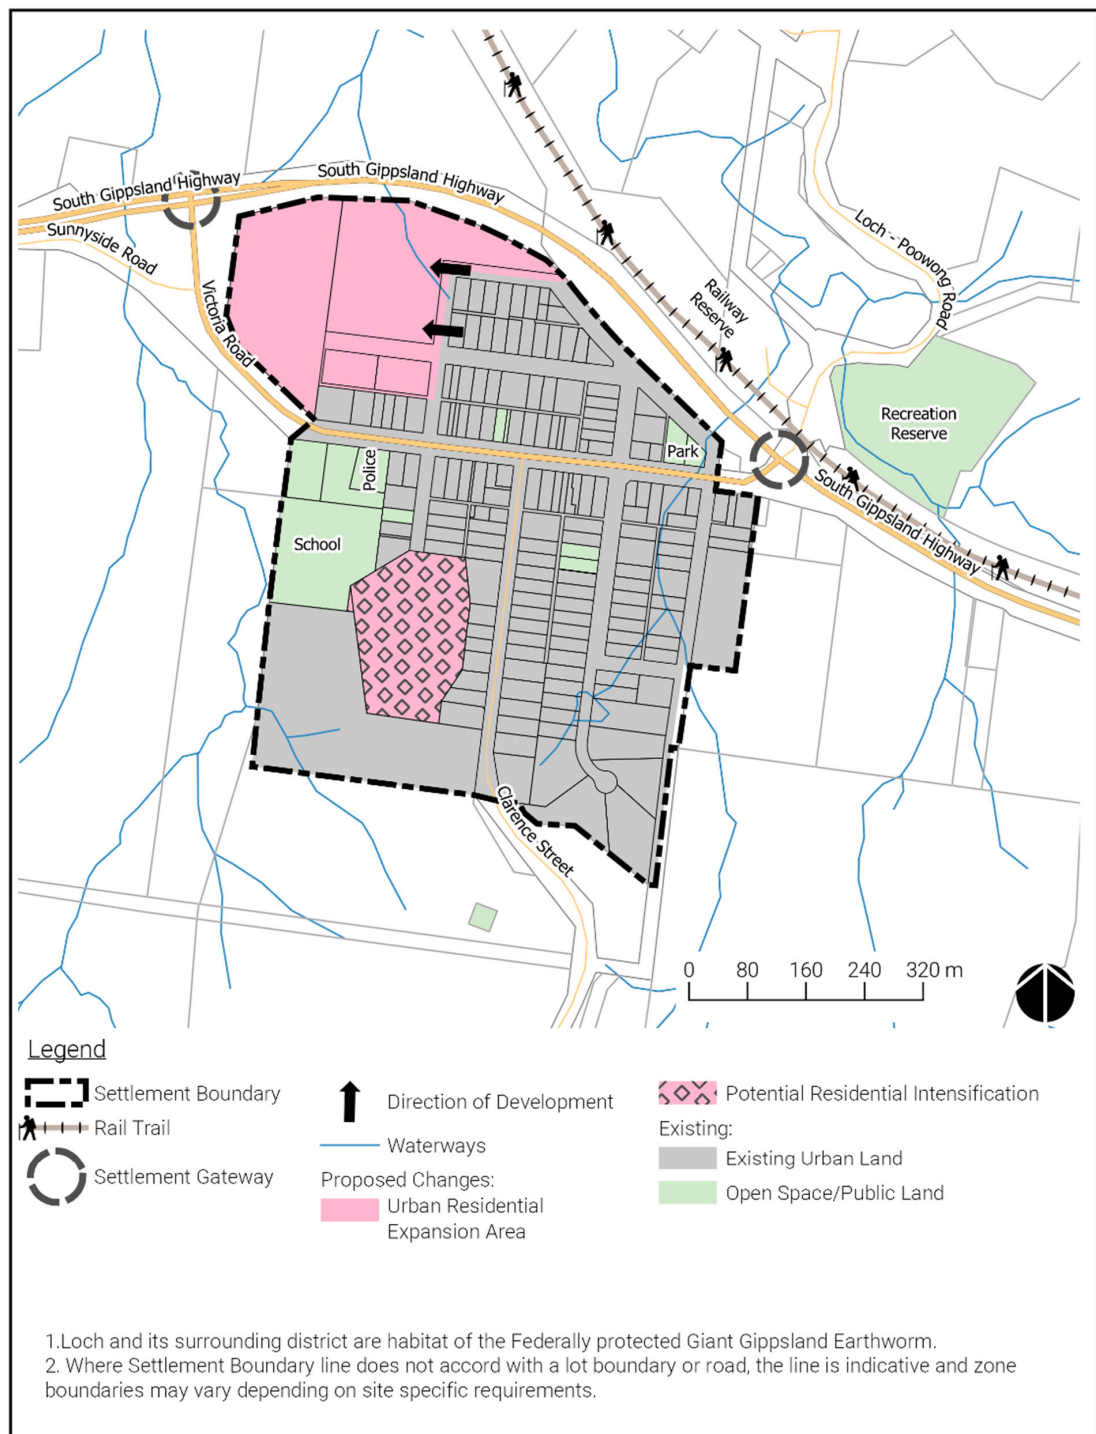 South Gippsland Highway
South Gippsland Highway
Sunnyside Road
Victoria Road
Loch - Poowong Road
Railway
Reserve
Recreation
Reserve
Park
Police
School
South Gippsland Highway
Clarence Street
0 80 160 240 320 m
Legend
Settlement Boundary
Rail Trail
Settlement Gateway
Direction of Development
Waterways
Proposed Changes:
Urban Residential
Expansion Area
Potential Residential Intensification
Existing:
Existing Urban Land
Open Space/Public Land
1.Loch and its surrounding district are habitat of the Federally protected Giant Gippsland Earthworm.
2. Where Settlement Boundary line does not accord with a lot boundary or road, the line is indicative and zone
boundaries may vary depending on site specific requirements.